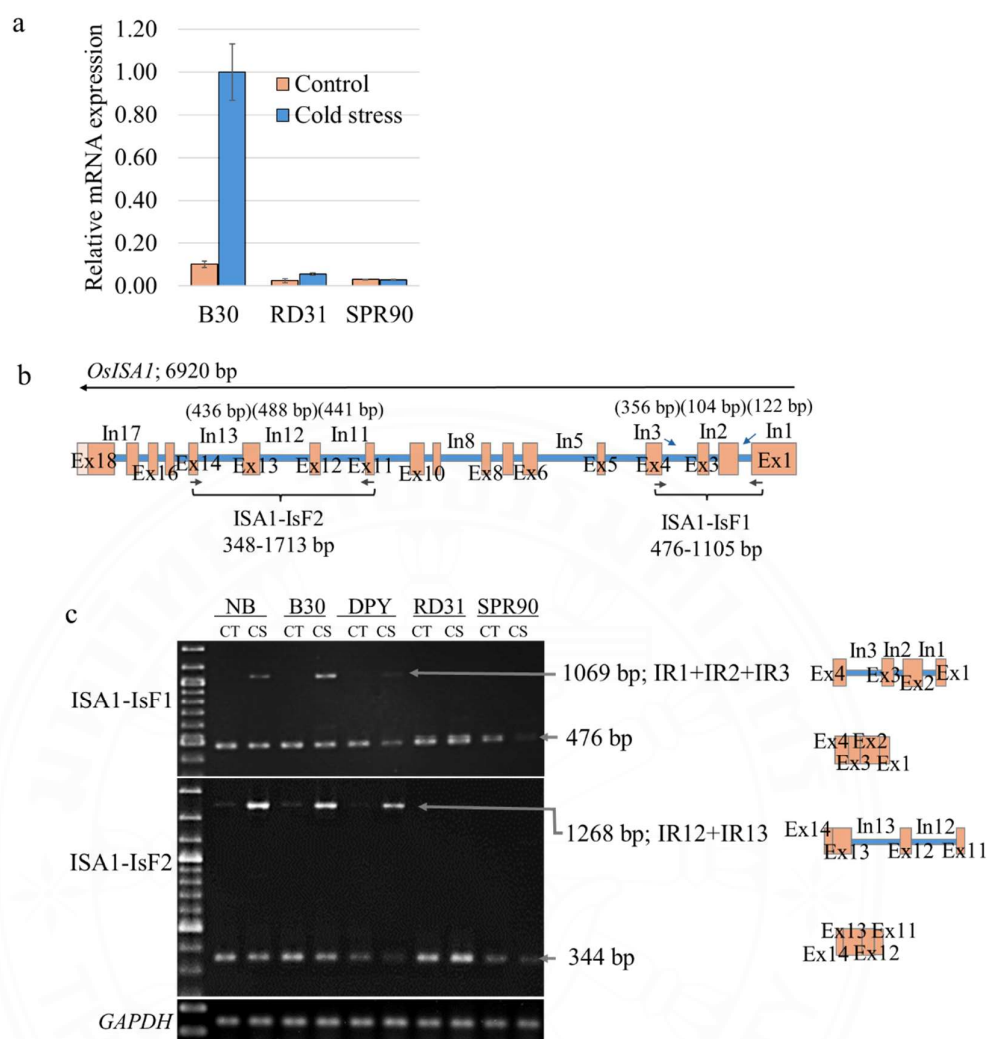 a
Relative mRNA expression
1.20
1.00
0.80
0.60
0.40
0.20
0.00
Control
Cold stress
B30 RD31 SPR90
b
OsISA1; 6920 bp
(436 bp)(488 bp)(441 bp) (356 bp)(104 bp)(122 bp)
In17 In13 In12 In11 In8 In5 In3 In2 In1
Ex18 Ex16 Ex14 Ex13 Ex12 Ex11 Ex10 Ex8 Ex6 Ex5 Ex4 Ex3 Ex1
ISA1-IsF2 ISA1-IsF1
348-1713 bp 476-1105 bp
c
NB B30 DPY RD31 SPR90
CT CS CT CS CT CS CT CS CT CS
ISA1-IsF1
1069 bp; IR1+IR2+IR3
In3 In2 In1
Ex4 Ex3 Ex2 Ex1
476 bp
Ex4 Ex2
Ex3 Ex1
ISA1-IsF2
1268 bp; IR12+IR13
In13 In12
Ex14 Ex13 Ex12 Ex11
344 bp
Ex13 Ex11
Ex14 Ex12
GAPDH